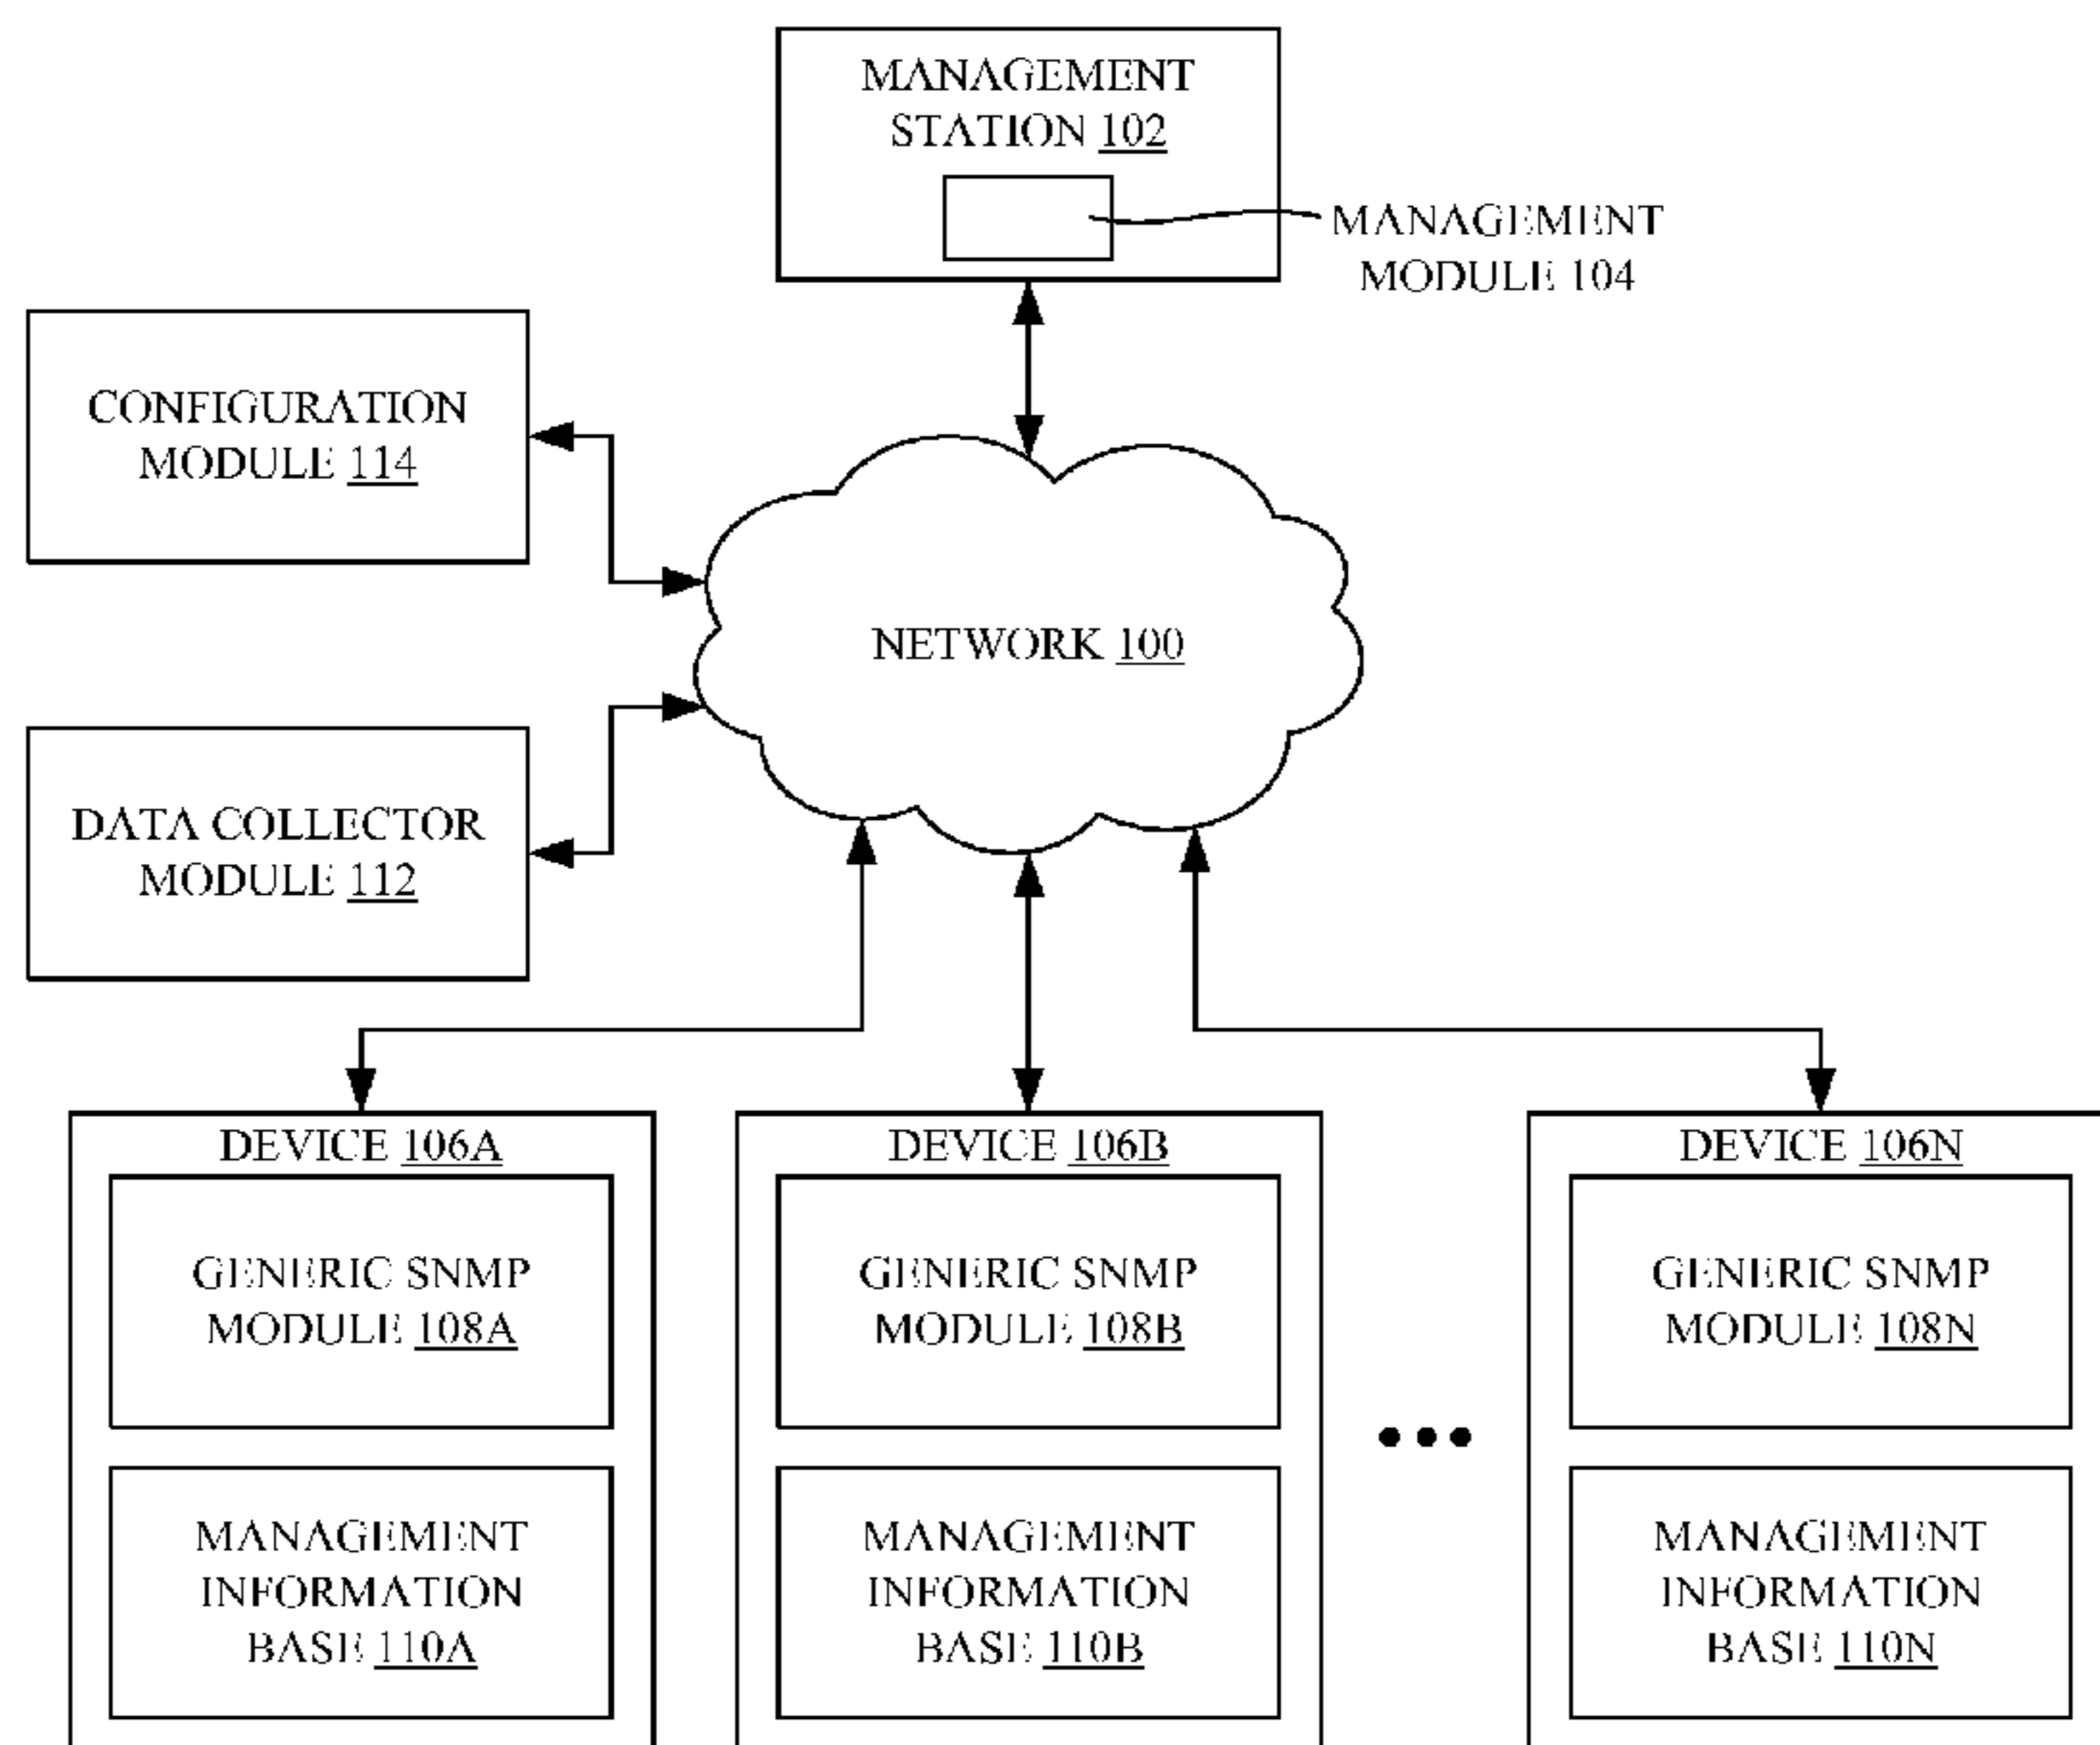 MANAGEMENT
STATION 102
MANAGEMENT
MODULE 104
CONFIGURATION
MODULE 114
NETWORK 100
DATA COLLECTOR
MODULE 112
DEVICE 106A
GENERIC SNMP
MODULE 108A
MANAGEMENT
INFORMATION
BASE 110A
DEVICE 106B
GENERIC SNMP
MODULE 108B
MANAGEMENT
INFORMATION
BASE 110B
DEVICE 106N
GENERIC SNMP
MODULE 108N
MANAGEMENT
INFORMATION
BASE 110N